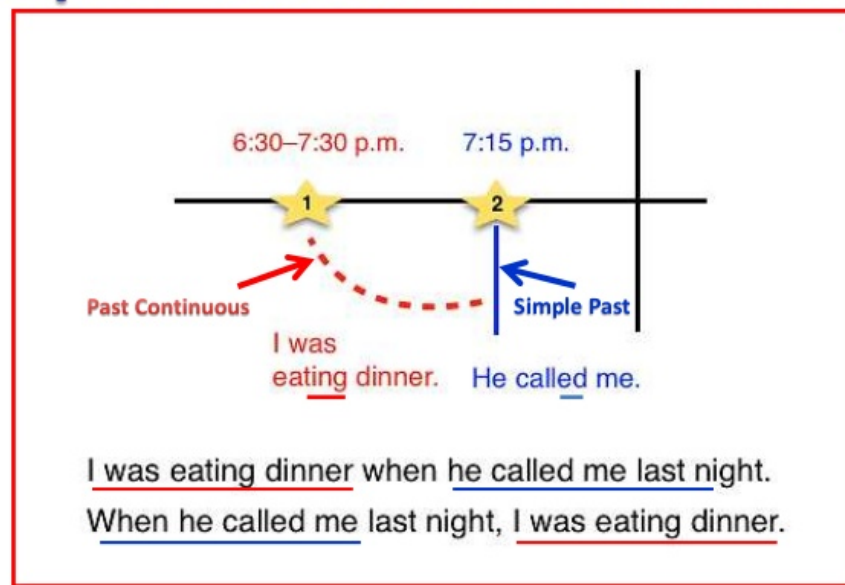 6:30–7:30 p.m. 7:15 p.m.
1 2
Past Continuous Simple Past
I was
eating dinner. He called me.
I was eating dinner when he called me last night.
When he called me last night, I was eating dinner.